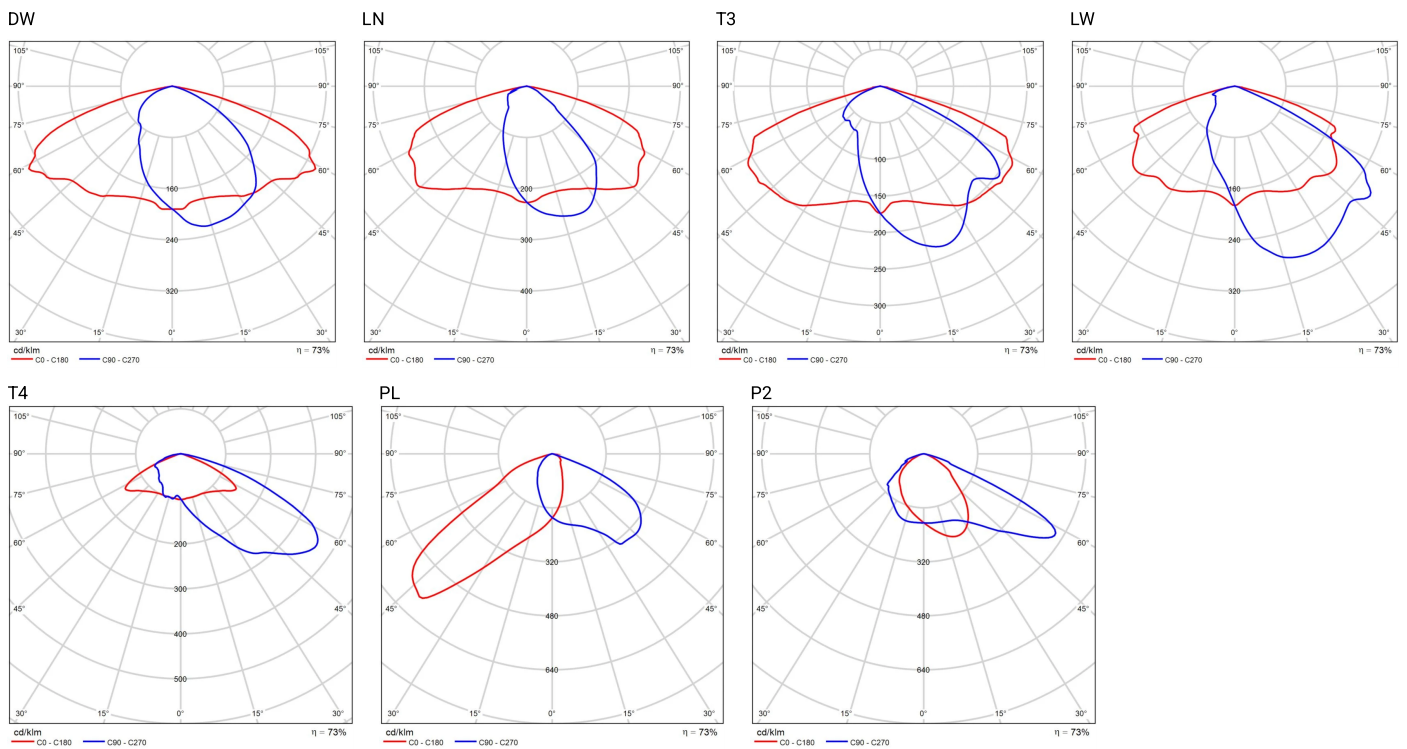 DW LN T3 LW
105° 105° 105° 105° 105° 105° 105° 105°
90° 90° 90° 90° 90° 90° 90° 90°
75° 75° 75° 75° 75° 75° 75° 75°
100
60° 160 60° 60° 200 60° 60° 150 60° 60° 160 60°
45° 240 45° 45° 300 45° 45° 200 45° 45° 240 45°
250
320 400 300 320
30° 15° 0° 15° 30° 30° 15° 0° 15° 30° 30° 15° 0° 15° 30° 30° 15° 0° 15° 30°
cd/klm η = 73% cd/klm η = 73% cd/klm η = 73% cd/klm η = 73%
C0 - C180 C90 - C270 C0 - C180 C90 - C270 C0 - C180 C90 - C270 C0 - C180 C90 - C270
T4 PL P2
105° 105° 105° 105° 105° 105°
90° 90° 90° 90° 90° 90°
75° 75° 75° 75° 75° 75°
60° 200 60° 60° 320 60° 60° 320 60°
300
45° 45° 45° 480 45° 45° 480 45°
400
500 640 640
30° 15° 0° 15° 30° 30° 15° 0° 15° 30° 30° 15° 0° 15° 30°
cd/klm η = 73% cd/klm η = 73% cd/klm η = 73%
C0 - C180 C90 - C270 C0 - C180 C90 - C270 C0 - C180 C90 - C270